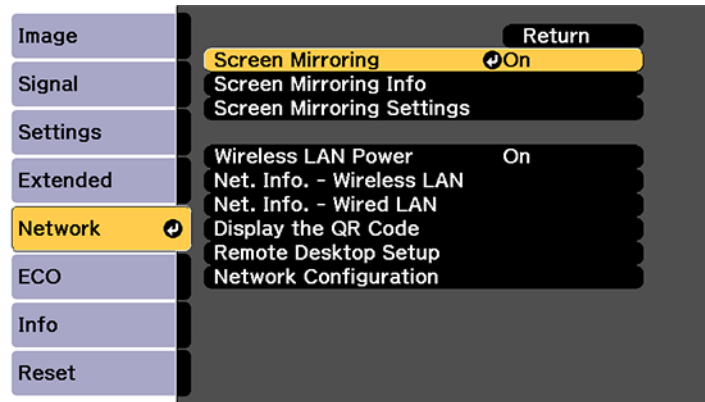 Image
Signal
Settings
Extended
Network
ECO
Info
Reset
Return
Screen Mirroring On
Screen Mirroring Info
Screen Mirroring Settings
Wireless LAN Power On
Net. Info. - Wireless LAN
Net. Info. - Wired LAN
Display the QR Code
Remote Desktop Setup
Network Configuration